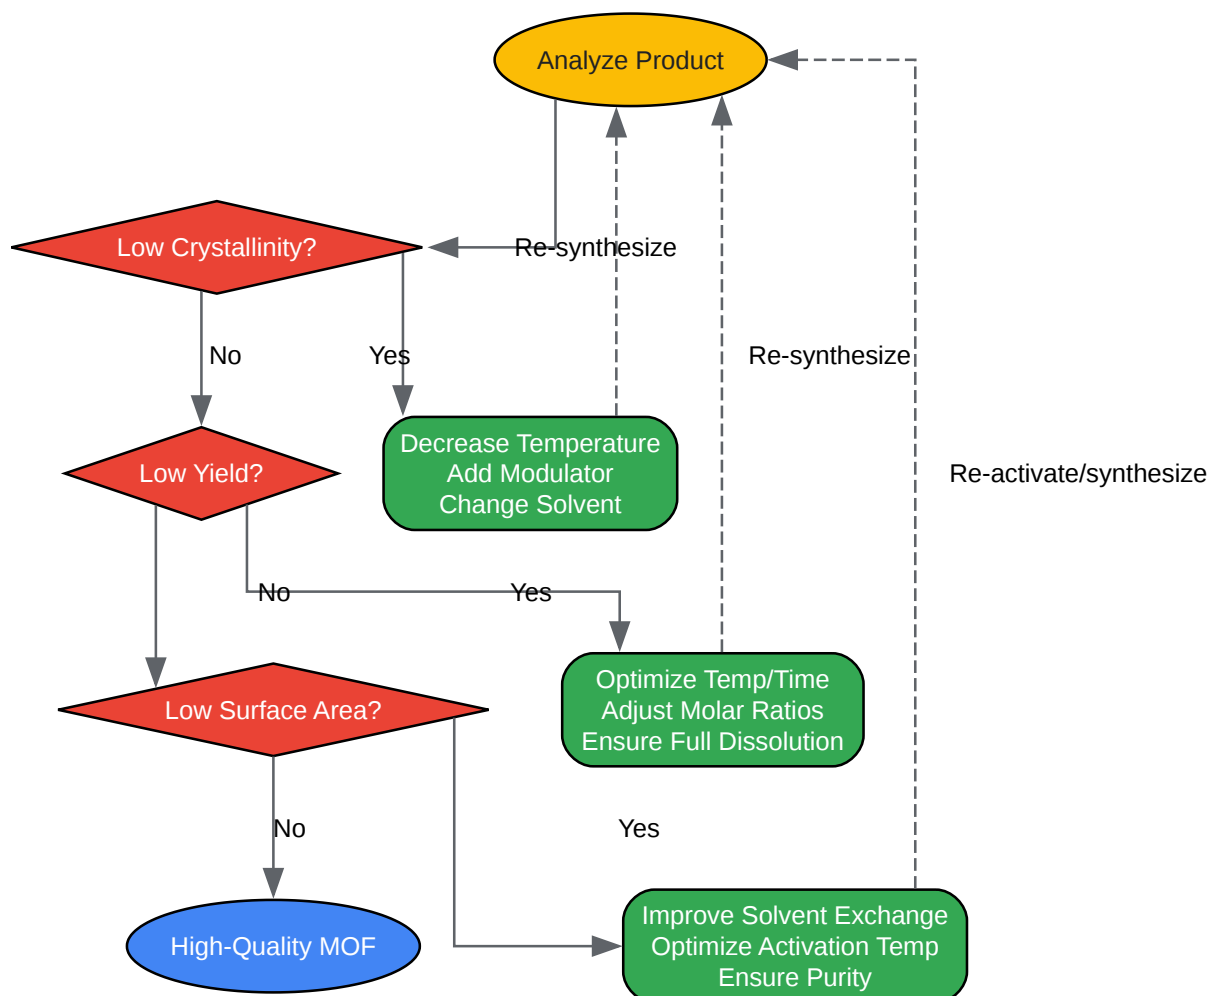 Analyze Product
Low Crystallinity?
Re-synthesize
No
Yes
Re-synthesize
Decrease Temperature
Add Modulator
Change Solvent
Low Yield?
Re-activate/synthesize
No
Yes
Optimize Temp/Time
Adjust Molar Ratios
Ensure Full Dissolution
Low Surface Area?
No
Yes
Improve Solvent Exchange
Optimize Activation Temp
Ensure Purity
High-Quality MOF